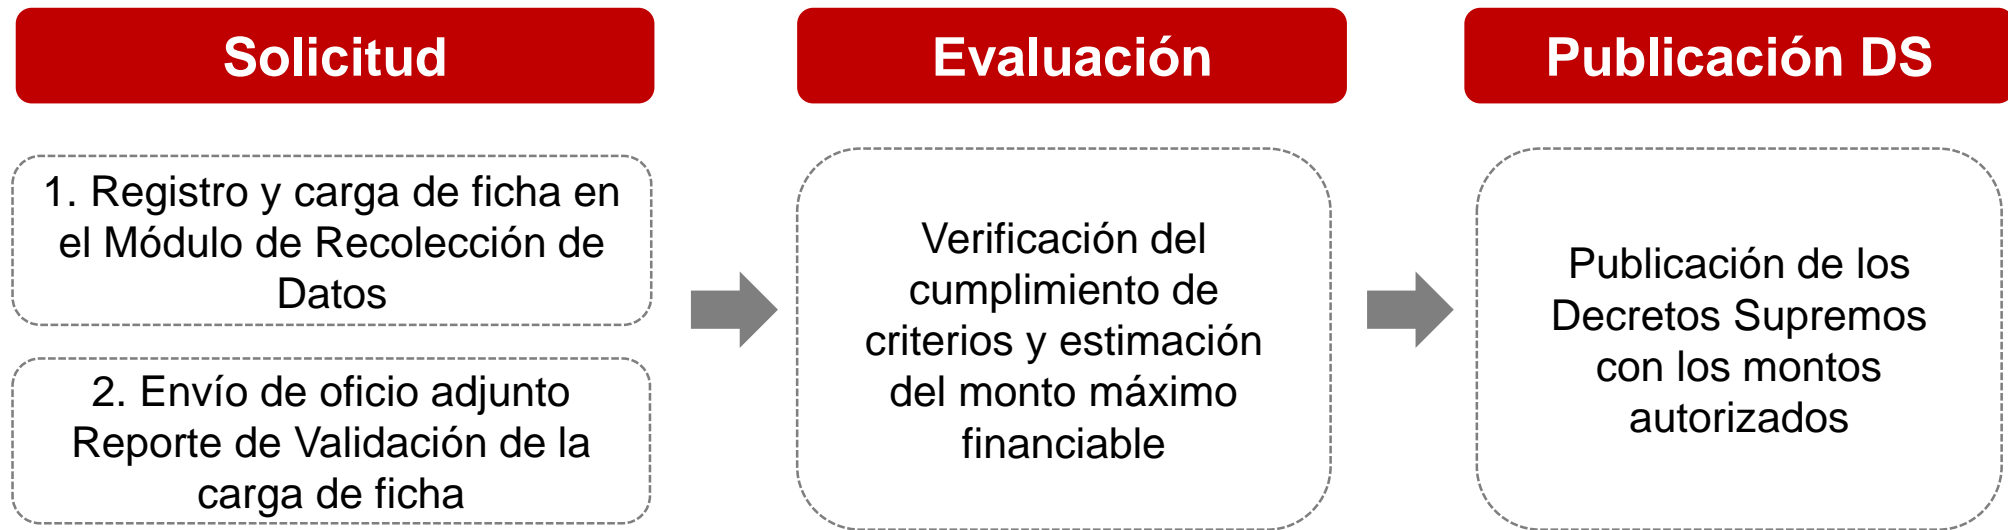 Solicitud
1. Registro y carga de ficha en
el Módulo de Recolección de
Datos
2. Envío de oficio adjunto
Reporte de Validación de la
carga de ficha
Evaluación
Verificación del
cumplimiento de
criterios y estimación
del monto máximo
financiable
Publicación DS
Publicación de los
Decretos Supremos
con los montos
autorizados